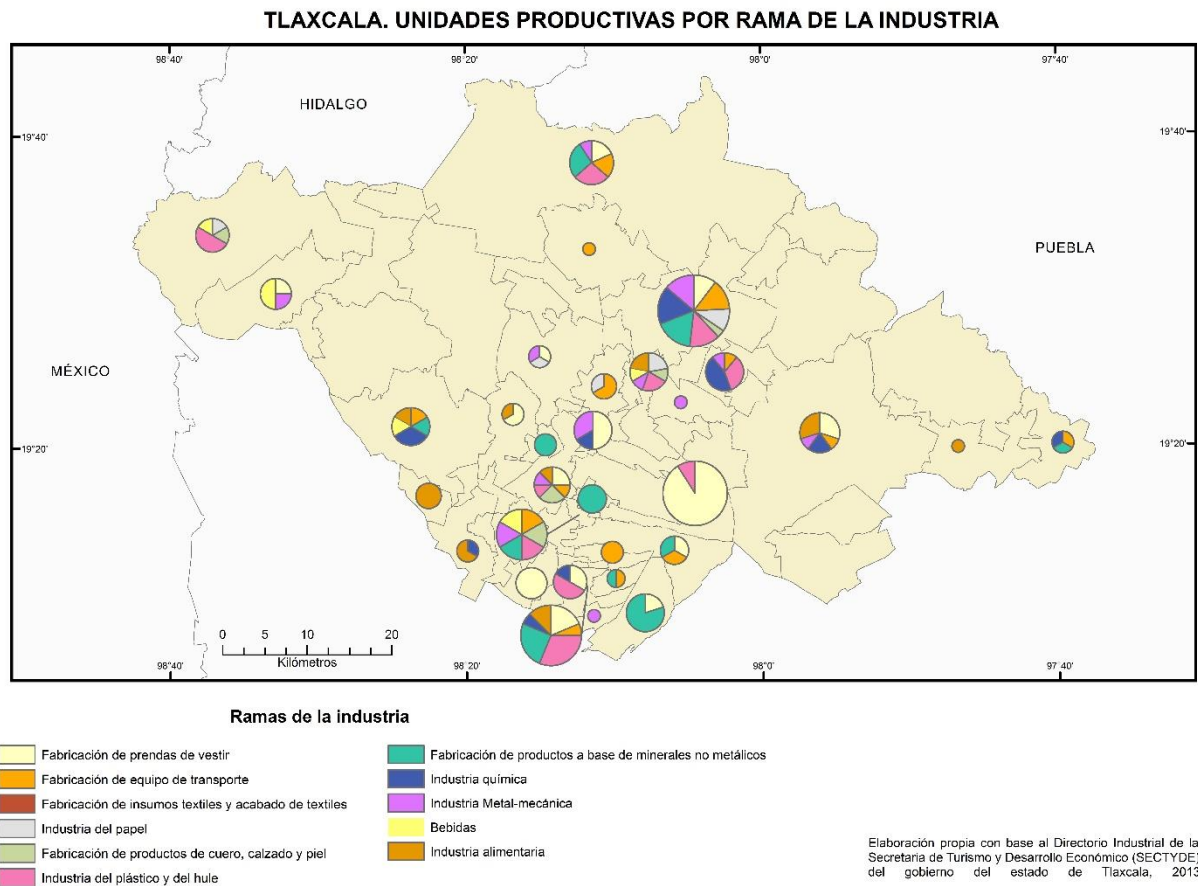 TLAXCALA. UNIDADES PRODUCTIVAS POR RAMA DE LA INDUSTRIA
98°40'
98°20'
98°0'
97°40'
HIDALGO
19°40'
19°40'
PUEBLA
MÉXICO
19°20'
19°20'
0 5 10 20
Kilómetros
98°40'
98°20'
98°0'
97°40'
Ramas de la industria
Fabricación de prendas de vestir
Fabricación de equipo de transporte
Fabricación de insumos textiles y acabado de textiles
Industria del papel
Fabricación de productos de cuero, calzado y piel
Industria del plástico y del hule
Fabricación de productos a base de minerales no metálicos
Industria química
Industria Metal-mecánica
Bebidas
Industria alimentaria
Elaboración propia con base al Directorio Industrial de la
Secretaria de Turismo y Desarrollo Económico (SECTYDE)
del gobierno del estado de Tlaxcala, 2013